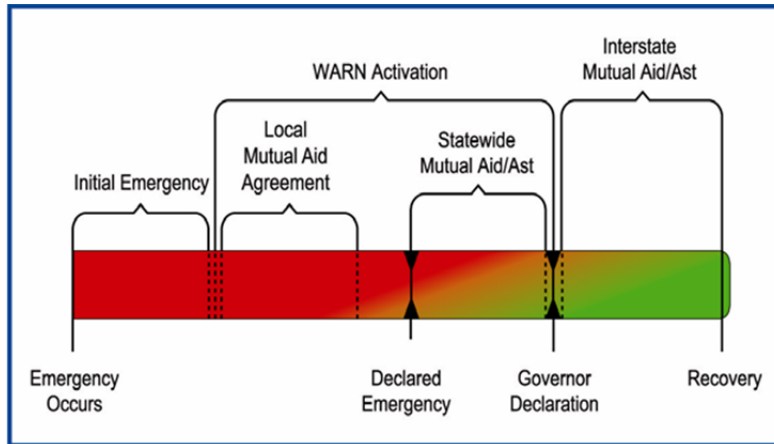 WARN Activation
Interstate
Mutual Aid/Ast
Local
Mutual Aid
Agreement
Statewide
Mutual Aid/Ast
Initial Emergency
Emergency
Occurs
Declared
Emergency
Governor
Declaration
Recovery